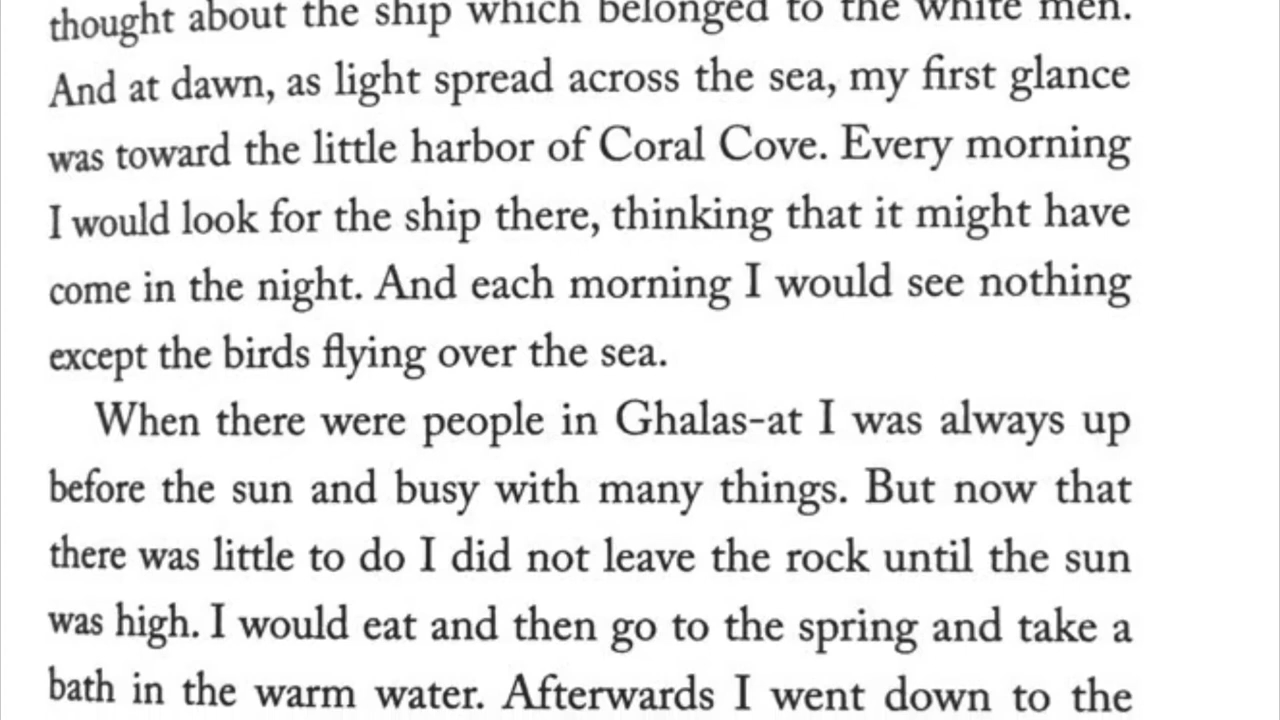 thought about the ship which belonged to the white men.
And at dawn, as light spread across the sea, my first glance
was toward the little harbor of Coral Cove. Every morning
I would look for the ship there, thinking that it might have
come in the night. And each morning I would see nothing
except the birds flying over the sea.
When there were people in Ghalas-at I was always up
before the sun and busy with many things. But now that
there was little to do I did not leave the rock until the sun
was high. I would eat and then go to the spring and take a
bath in the warm water. Afterwards I went down to the